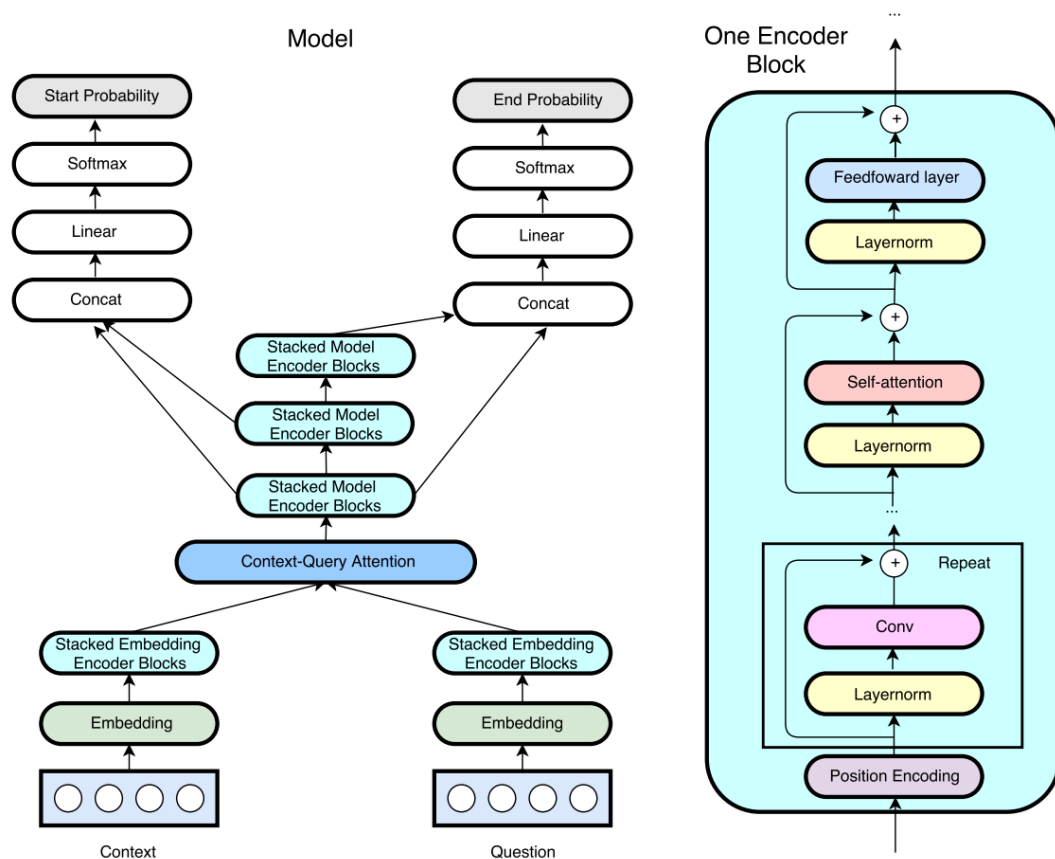 Model
Start Probability
Softmax
Linear
Concat
End Probability
Softmax
Linear
Concat
Stacked Model
Encoder Blocks
Stacked Model
Encoder Blocks
Stacked Model
Encoder Blocks
Context-Query Attention
Stacked Embedding
Encoder Blocks
Stacked Embedding
Encoder Blocks
Embedding
Embedding
Context
Question
One Encoder
Block
...
+
Feedfoward layer
Layernorm
+
Self-attention
Layernorm
...
+
Repeat
Conv
Layernorm
Position Encoding